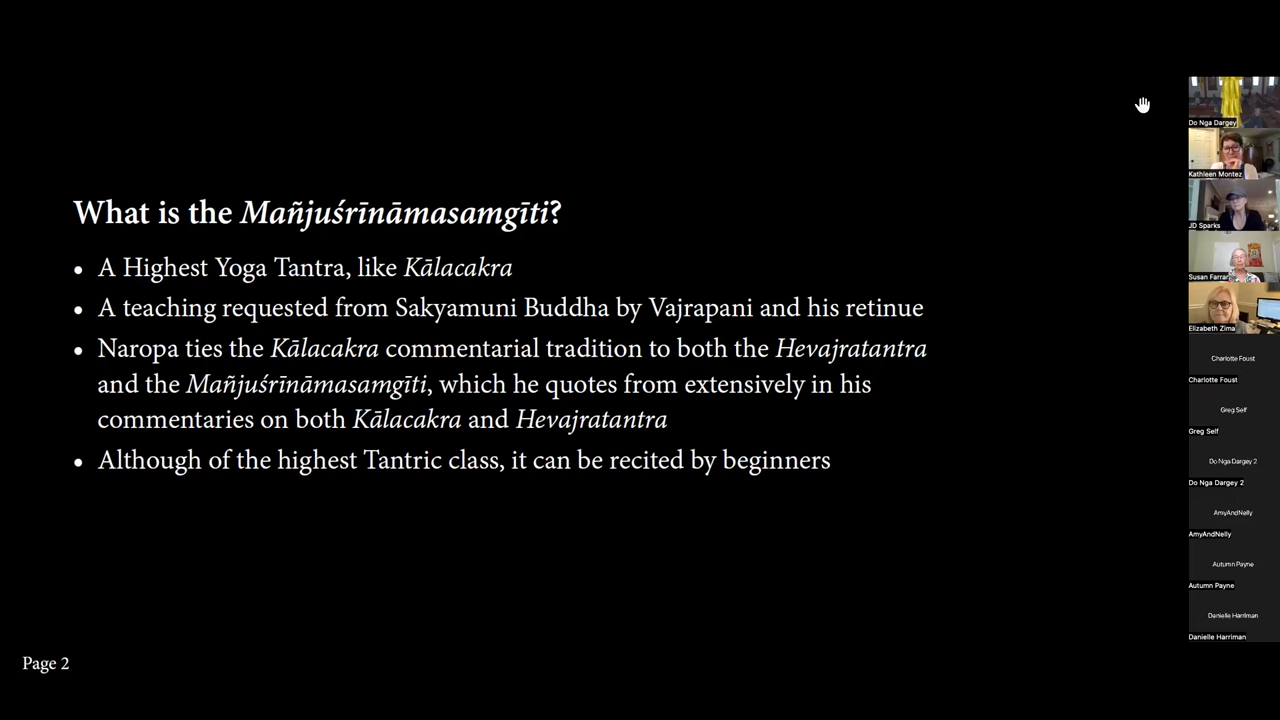 What is the Mañjuśrīnāmasamgīti?
• A Highest Yoga Tantra, like Kālacakra
• A teaching requested from Sakyamuni Buddha by Vajrapani and his retinue
• Naropa ties the Kālacakra commentarial tradition to both the Hevajratantra
and the Mañjuśrīnāmasamgīti, which he quotes from extensively in his
commentaries on both Kālacakra and Hevajratantra
• Although of the highest Tantric class, it can be recited by beginners
Page 2
Do Nga Dargey
Kathleen Montez
JD Sparks
Susan Farrar
Elizabeth Zima
Charlotte Foust
Charlotte Foust
Greg Self
Greg Self
Do Nga Dargey 2
Do Nga Dargey 2
AmyAndNelly
AmyAndNelly
Autumn Payne
Autumn Payne
Danielle Harriman
Danielle Harriman